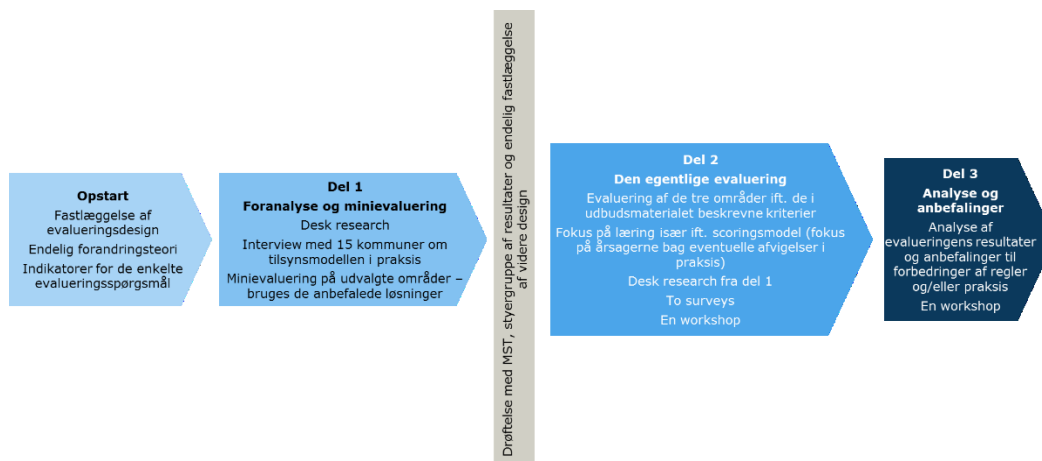 Opstart
Fastlæggelse af
evalueringsdesign
Endelig forandringsteori
Indikatorer for de enkelte
evalueringsspørgsmål
Del 1
Foranalyse og minievaluering
Desk research
Interview med 15 kommuner om
tilsynsmodellen i praksis
Minievaluering på udvalgte områder –
bruges de anbefalede løsninger
Drøftelse med MST, styergruppe af resultater og endelig fastlæggelse
af videre design
Del 2
Den egentlige evaluering
Evaluering af de tre områder ift. de i
udbudsmaterialet beskrevne kriterier
Fokus på læring især ift. scoringsmodel (fokus
på årsagerne bag eventuelle afvigelser i
praksis)
Desk research fra del 1
To surveys
En workshop
Del 3
Analyse og
anbefalinger
Analyse af
evalueringens resultater
og anbefalinger til
forbedringer af regler
og/eller praksis
En workshop